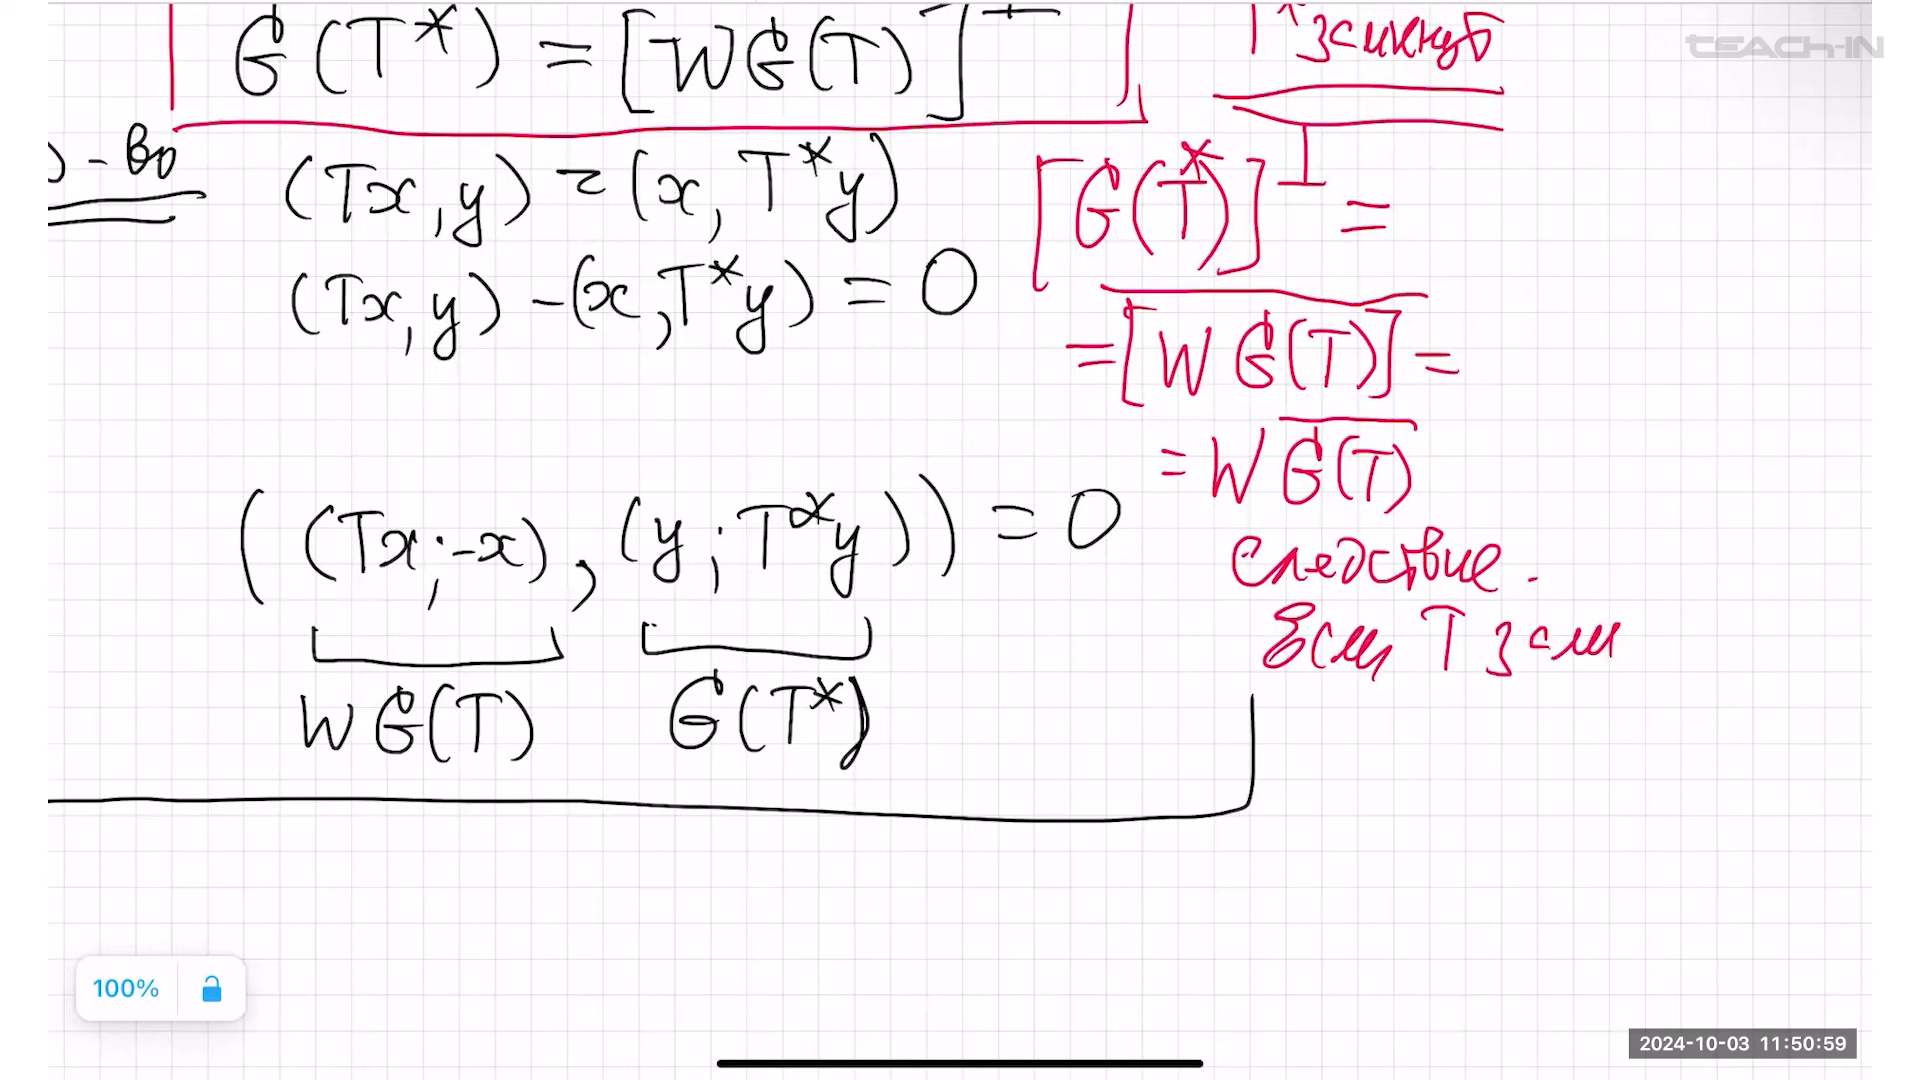 G(T*) = [WG(T)]⊥
T* замкнут
TEACH-IN
- во
(Tx, y) = (x, T*y)
(Tx, y) - (x, T*y) = 0
((Tx; -x), (y; T*y)) = 0
WG(T) G(T*)
[G(T*)]⊥ =
= [WG(T)] =
= WG(T)
Следствие.
Если T зам
100%
2024-10-03 11:50:59